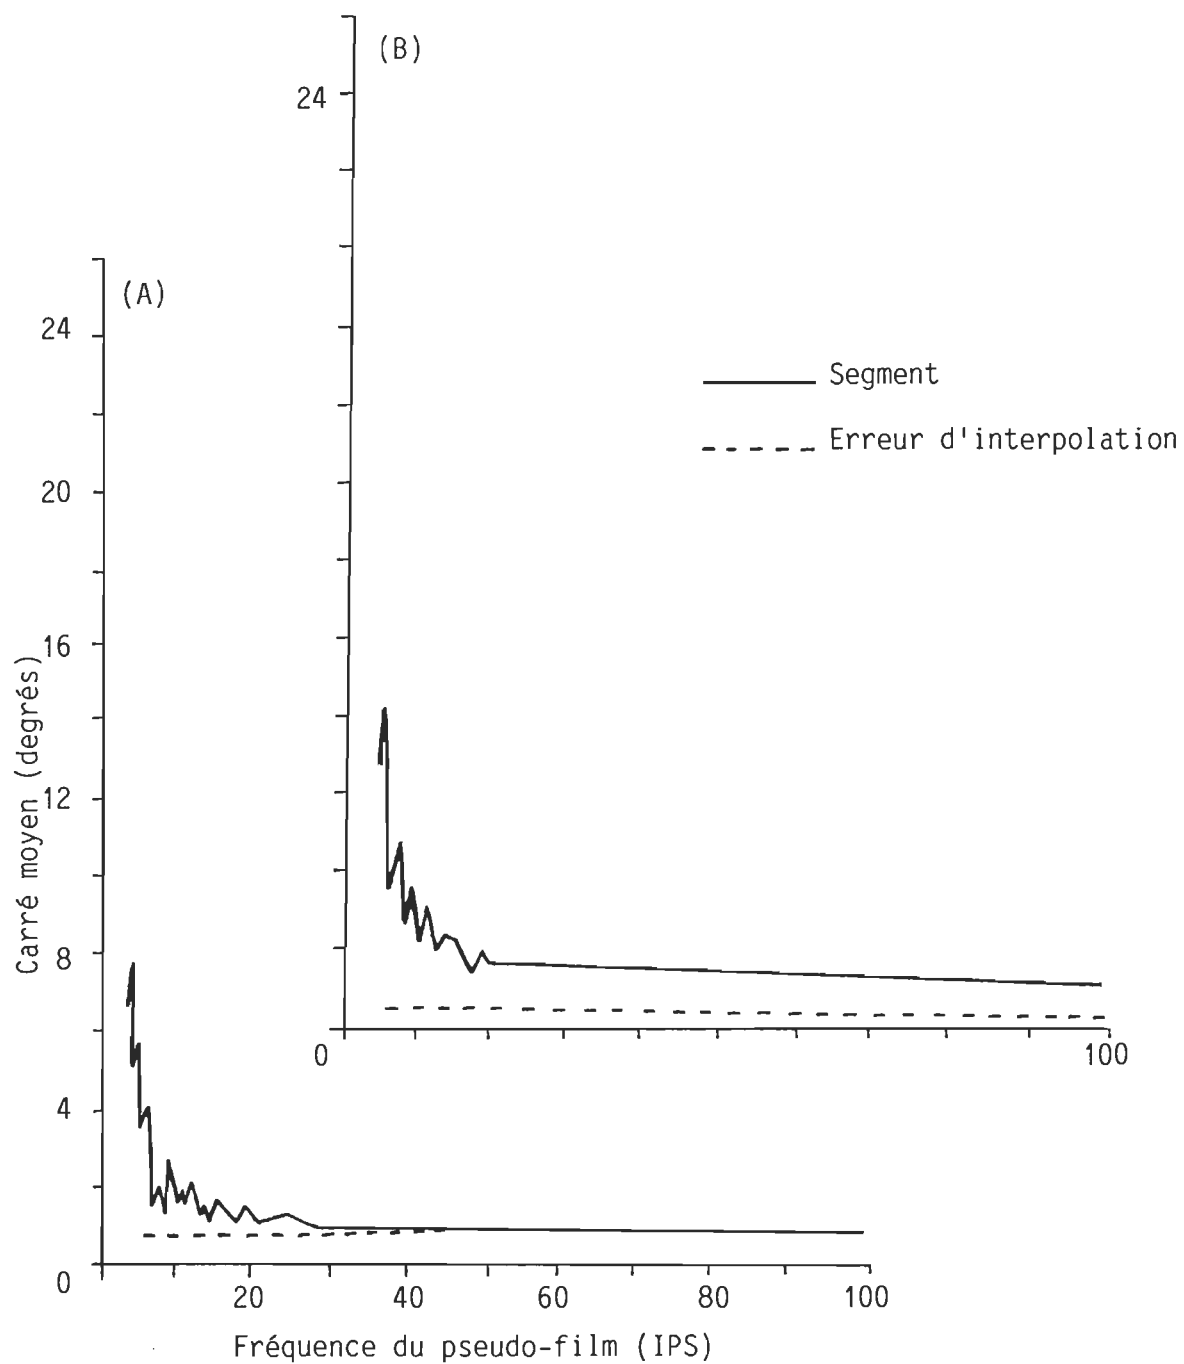 (B)
24
(A)
24
Segment
Erreur d'interpolation
20
16
12
8
4
0
0
100
20
40
60
80
100
Carré moyen (degrés)
Fréquence du pseudo-film (IPS)